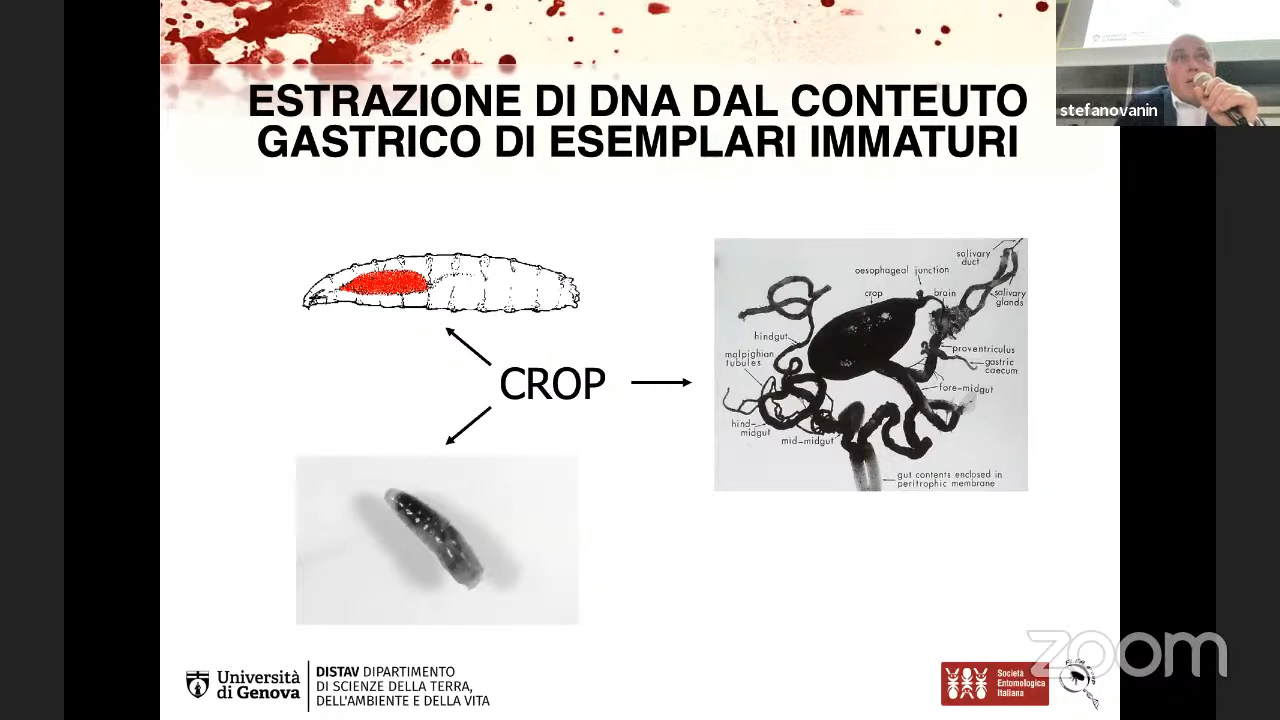 ESTRAZIONE DI DNA DAL CONTEUTO
GASTRICO DI ESEMPLARI IMMATURI
stefanovanin
CROP
salivary
duct
oesophageal junction
crop
brain
salivary
glands
hindgut
malpighian
tubules
proventriculus
gastric
caecum
fore-midgut
hind-
midgut
mid-midgut
gut contents enclosed in
peritrophic membrane
Università
di Genova
DISTAV DIPARTIMENTO
DI SCIENZE DELLA TERRA,
DELL'AMBIENTE E DELLA VITA
Società
Entomologica
Italiana
zoom